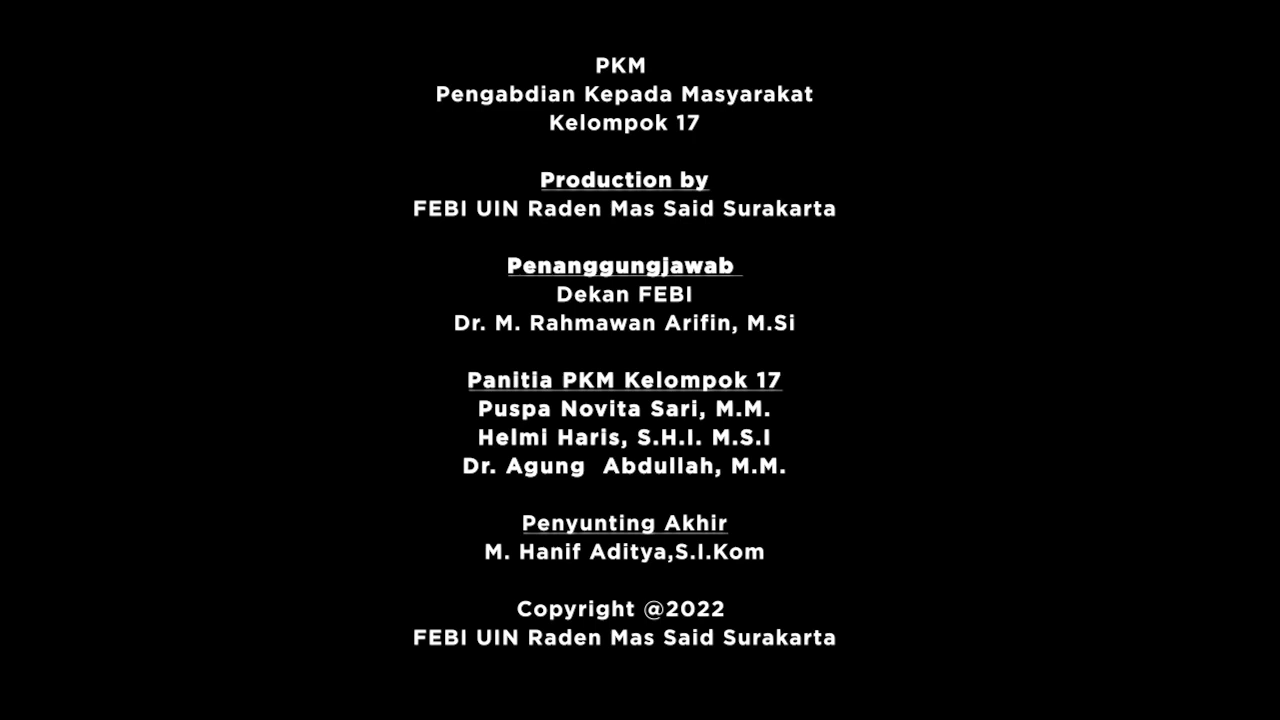 PKM
Pengabdian Kepada Masyarakat
Kelompok 17
Production by
FEBI UIN Raden Mas Said Surakarta
Penanggungjawab
Dekan FEBI
Dr. M. Rahmawan Arifin, M.Si
Panitia PKM Kelompok 17
Puspa Novita Sari, M.M.
Helmi Haris, S.H.I. M.S.I
Dr. Agung  Abdullah, M.M.
Penyunting Akhir
M. Hanif Aditya,S.I.Kom
Copyright @2022
FEBI UIN Raden Mas Said Surakarta